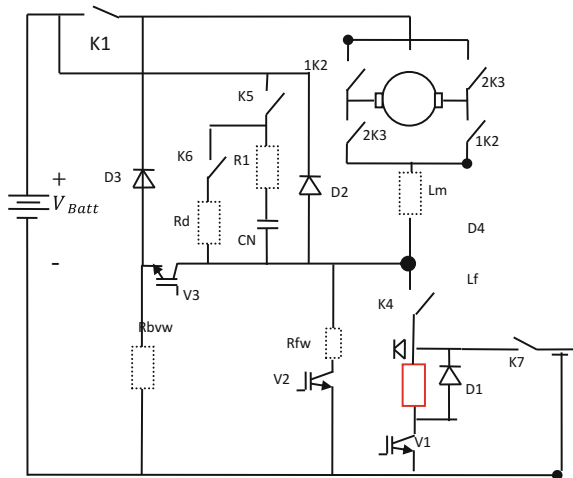 K1
1K2
2K3
K5
2K3
1K2
K6
R1
+
D3
D2
Lm
V_Batt
Rd
CN
D4
-
V3
Lf
K4
Rbvw
Rfw
K7
V2
D1
V1